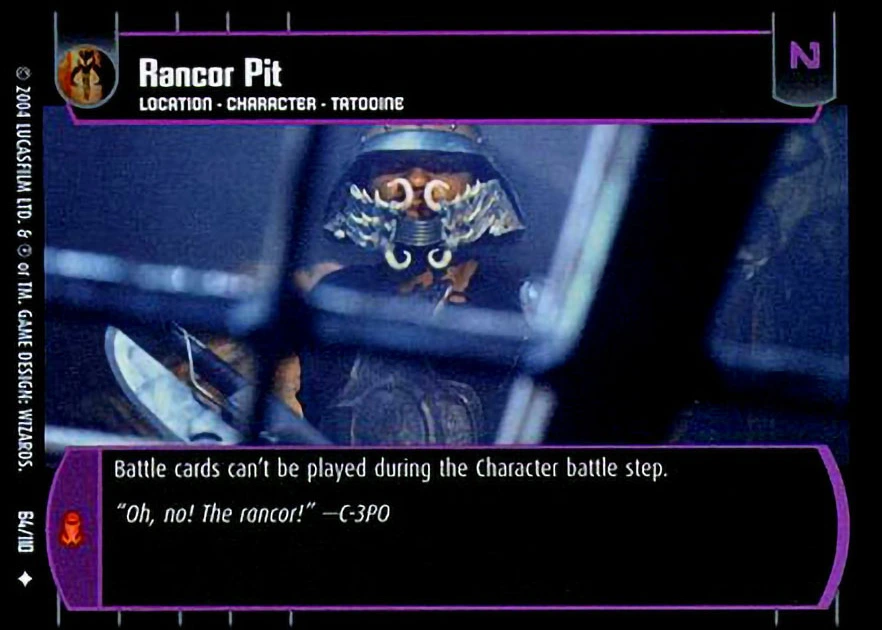 Rancor Pit
LOCATION - CHARACTER - TATOOINE
2
Battle cards can't be played during the Character battle step.
"Oh, no! The rancor!" —C-3PO
© 2004 LUCASFILM LTD. & ® or TM. GAME DESIGN: WIZARDS. 64/110